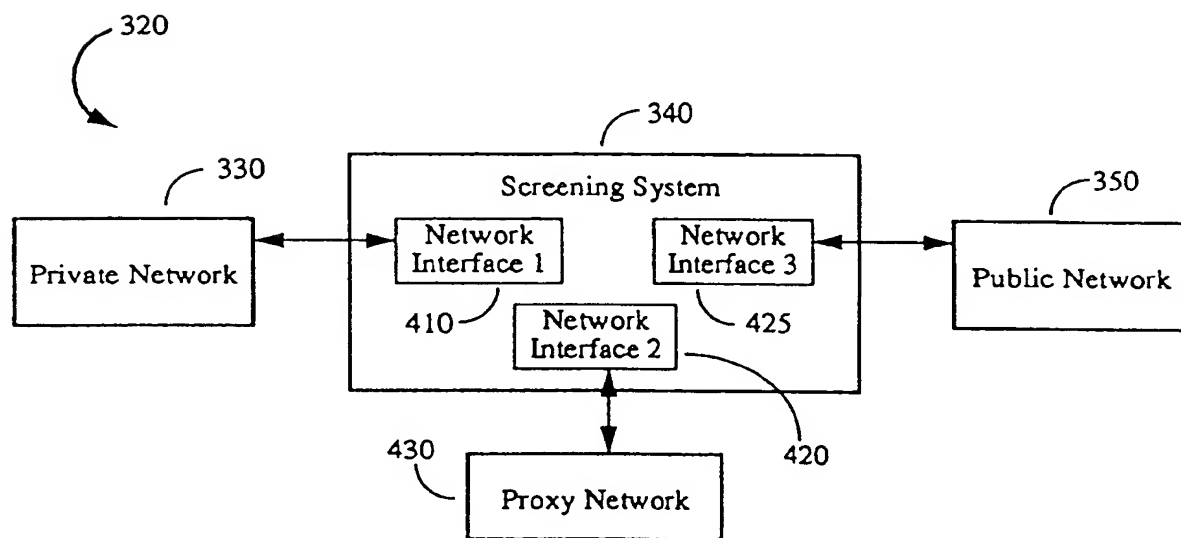 320
340
330
350
Screening System
Private Network
Network
Interface 1
Network
Interface 3
Public Network
410
425
Network
Interface 2
430
420
Proxy Network